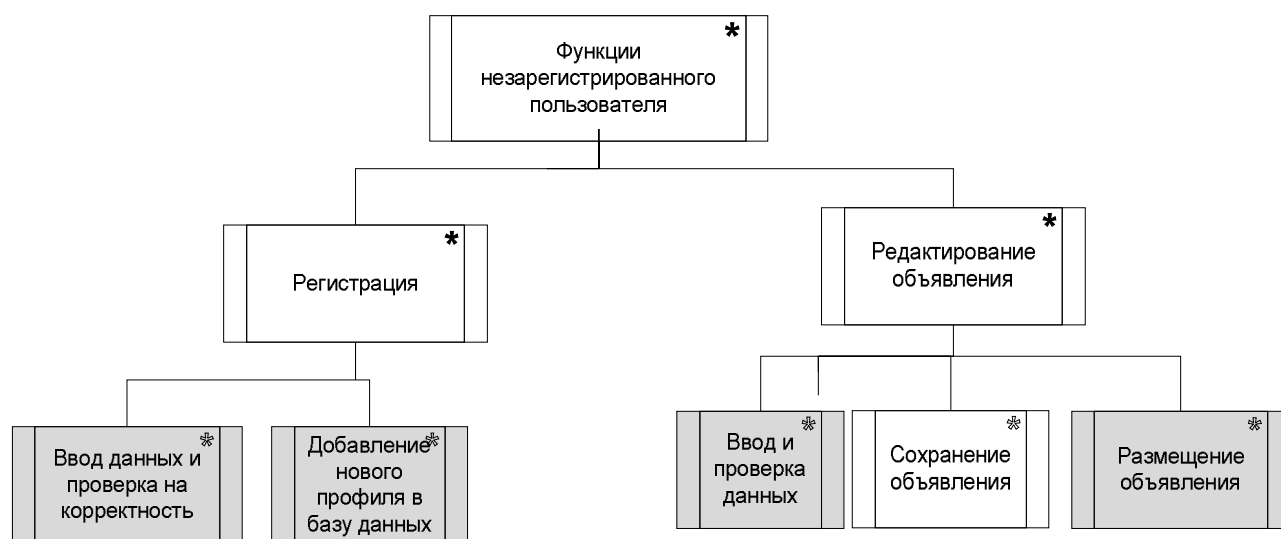 Функции
незарегистрированного
пользователя
Регистрация
Редактирование
объявления
Ввод данных и
проверка на
корректность
Добавление
нового
профиля в
базу данных
Ввод и
проверка
данных
Сохранение
объявления
Размещение
объявления